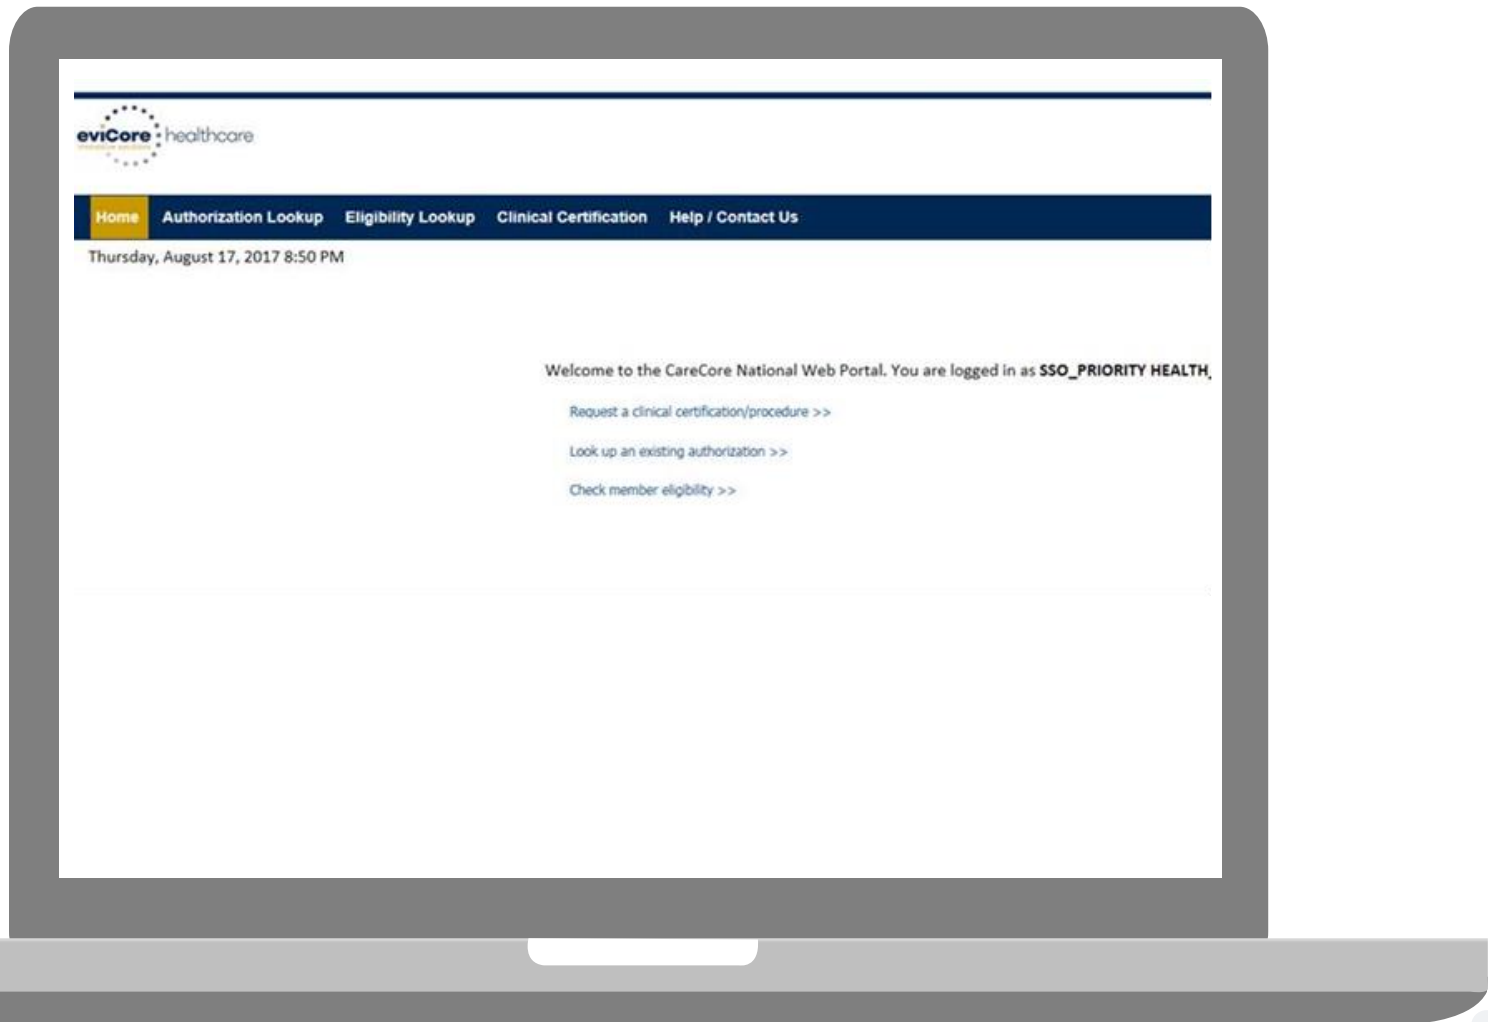 eviCore healthcare
Home Authorization Lookup Eligibility Lookup Clinical Certification Help / Contact Us
Thursday, August 17, 2017 8:50 PM
Welcome to the CareCore National Web Portal. You are logged in as SSO_PRIORITY HEALTH_
Request a clinical certification/procedure >>
Look up an existing authorization >>
Check member eligibility >>